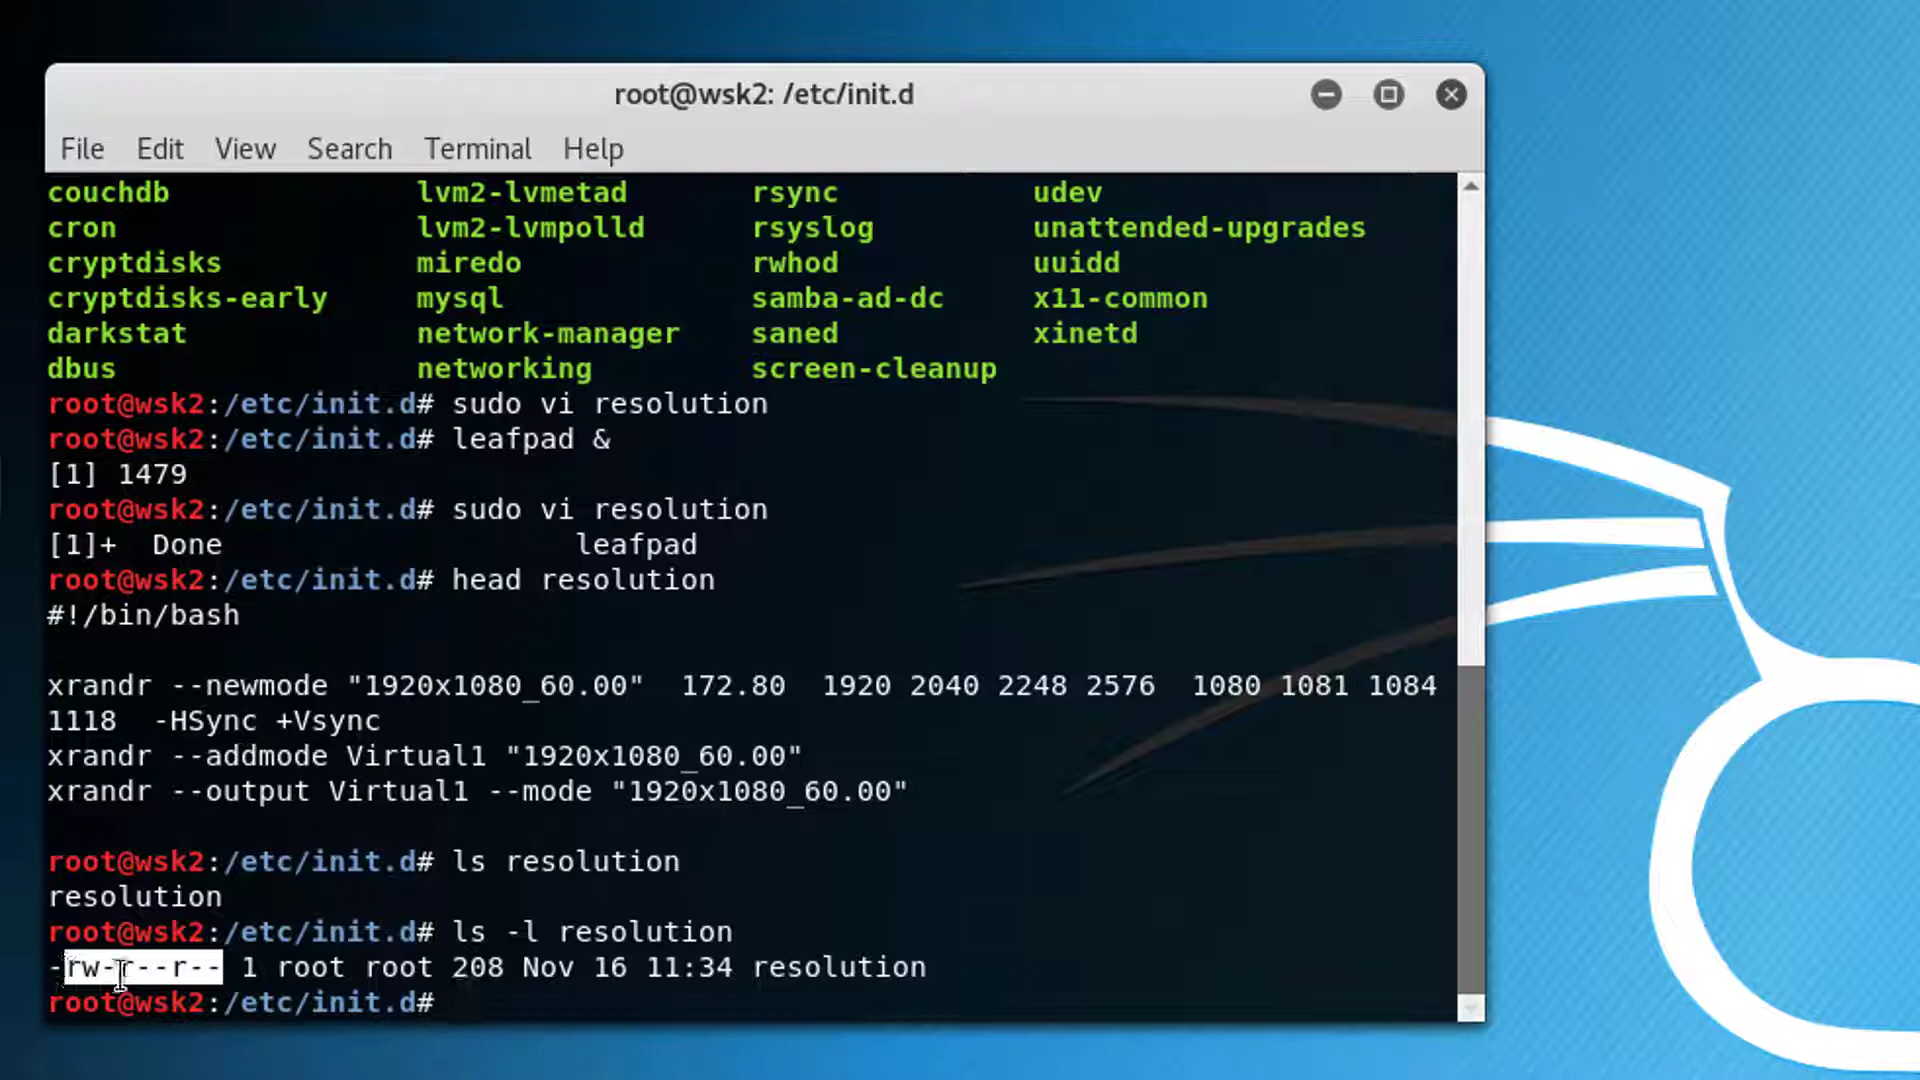 root@wsk2: /etc/init.d
File Edit View Search Terminal Help
couchdb lvm2-lvmetad rsync udev
cron lvm2-lvmpolld rsyslog unattended-upgrades
cryptdisks miredo rwhod uuidd
cryptdisks-early mysql samba-ad-dc x11-common
darkstat network-manager saned xinetd
dbus networking screen-cleanup
root@wsk2:/etc/init.d# sudo vi resolution
root@wsk2:/etc/init.d# leafpad &
[1] 1479
root@wsk2:/etc/init.d# sudo vi resolution
[1]+  Done                    leafpad
root@wsk2:/etc/init.d# head resolution
#!/bin/bash
xrandr --newmode "1920x1080_60.00"  172.80  1920 2040 2248 2576  1080 1081 1084
1118  -HSync +Vsync
xrandr --addmode Virtual1 "1920x1080_60.00"
xrandr --output Virtual1 --mode "1920x1080_60.00"
root@wsk2:/etc/init.d# ls resolution
resolution
root@wsk2:/etc/init.d# ls -l resolution
-rw-r--r-- 1 root root 208 Nov 16 11:34 resolution
root@wsk2:/etc/init.d#